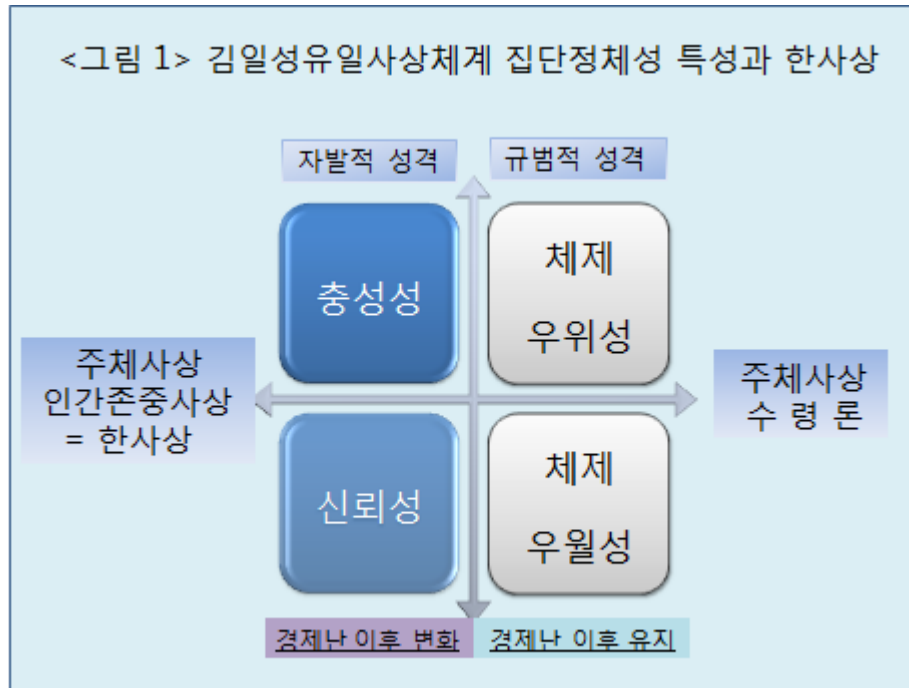 <그림 1> 김일성유일사상체계 집단정체성 특성과 한사상
자발적 성격
규범적 성격
충성성
체제
우위성
주체사상
인간존중사상
= 한사상
주체사상
수 령 론
신뢰성
체제
우월성
경제난 이후 변화
경제난 이후 유지